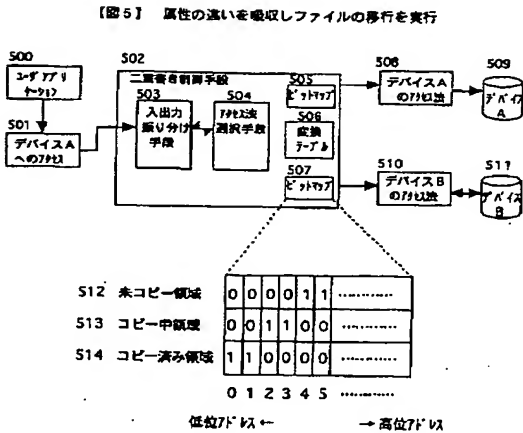 【図5】 属性の違いを吸収しファイルの移行を実行
500
ユーザアプリ
ケーション
501
デバイスA
へのアクセス
502
二重書き制御手段
503
入出力
振り分け
手段
504
アクセス法
選択手段
505
ビットマップ
506
変換
テーブル
507
ビットマップ
508
デバイスA
のアクセス法
509
デバイス
A
510
デバイスB
のアクセス法
511
デバイス
B
512 未コピー領域 0 0 0 0 1 1 …………
513 コピー中領域 0 0 1 1 0 0 …………
514 コピー済み領域 1 1 0 0 0 0 …………
0 1 2 3 4 5 …………
低位アドレス ← → 高位アドレス